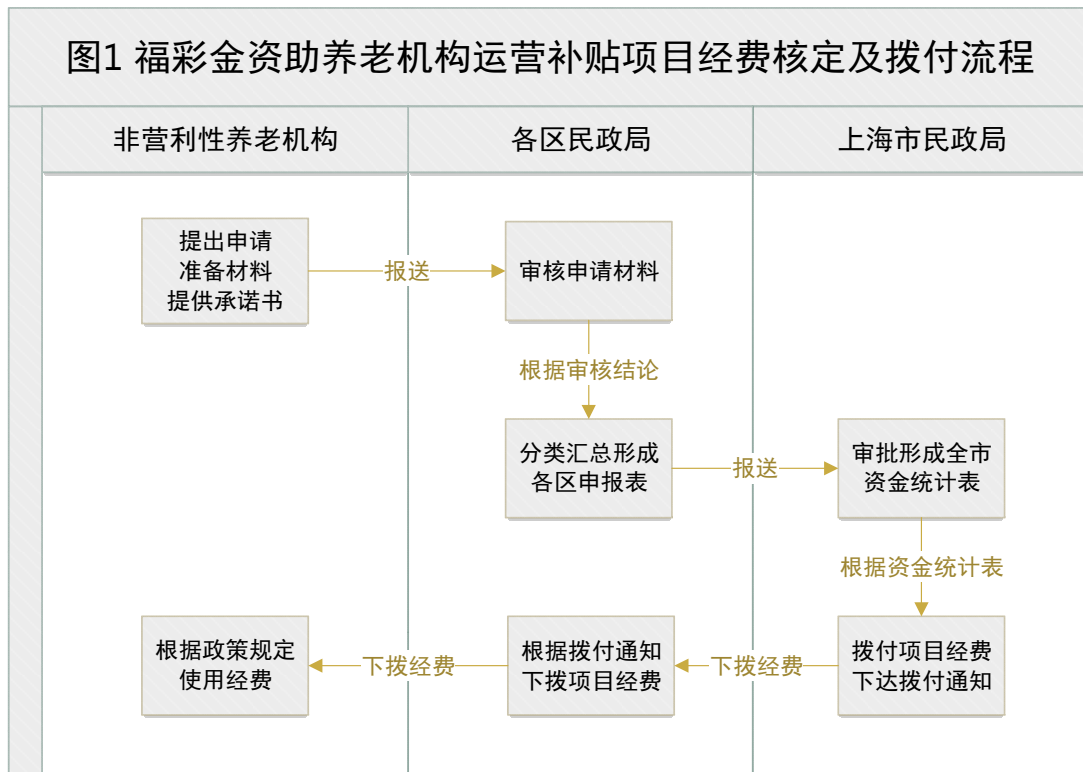 图1 福彩金资助养老机构运营补贴项目经费核定及拨付流程
非营利性养老机构
各区民政局
上海市民政局
提出申请
准备材料
提供承诺书
报送
审核申请材料
根据审核结论
分类汇总形成
各区申报表
报送
审批形成全市
资金统计表
根据资金统计表
拨付项目经费
下达拨付通知
下拨经费
根据拨付通知
下拨项目经费
下拨经费
根据政策规定
使用经费